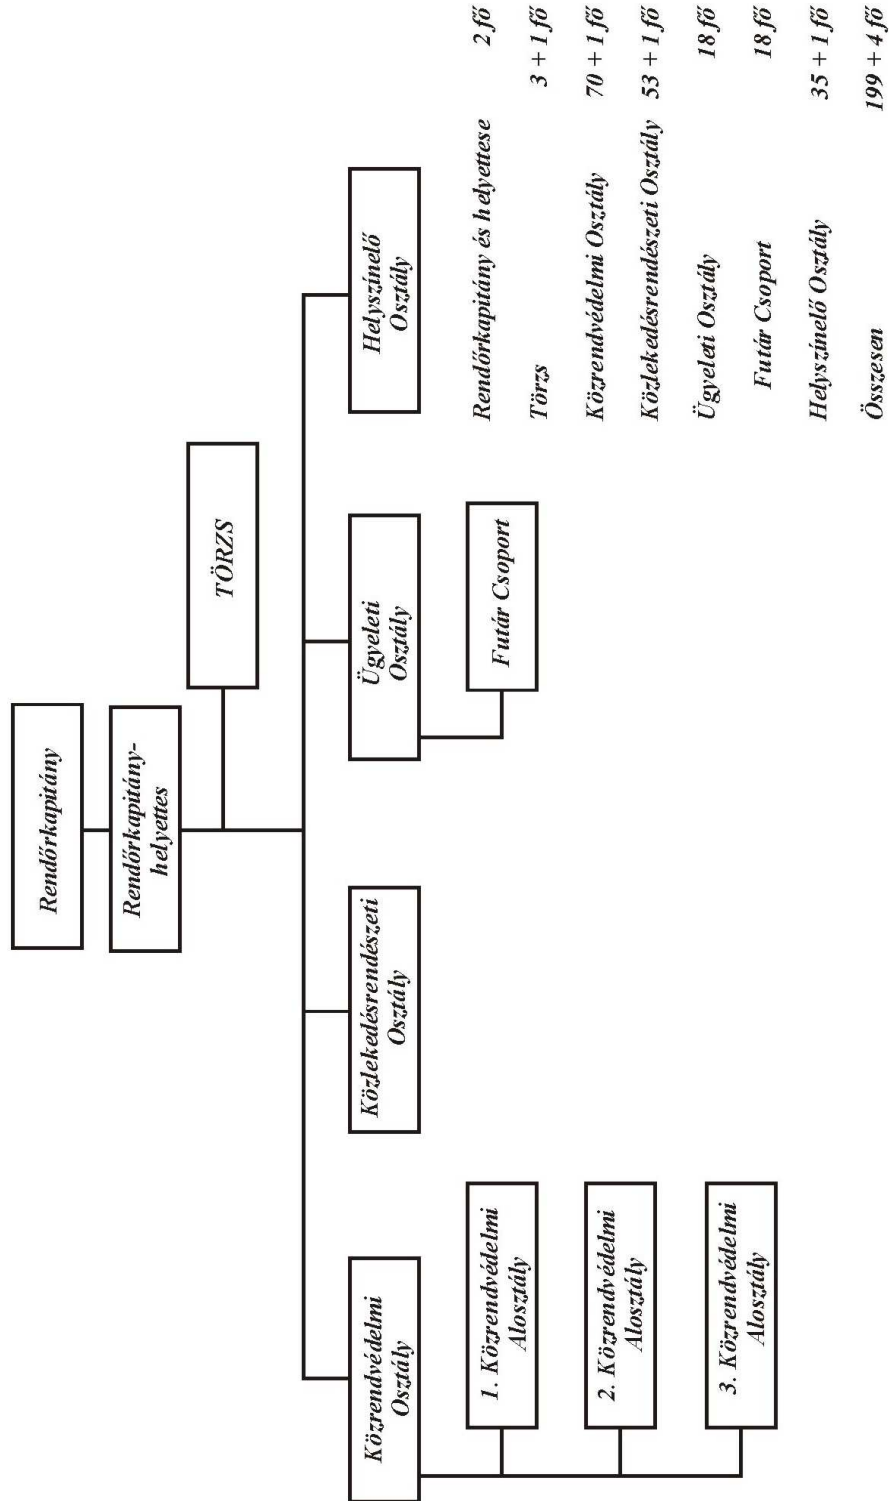 Rendőrkapitány
Rendőrkapitány-
helyettes
TÖRZS
Közrendvédelmi
Osztály
Közlekedésrendészeti
Osztály
Ügyeleti
Osztály
Helyszínelő
Osztály
1. Közrendvédelmi
Alosztály
2. Közrendvédelmi
Alosztály
3. Közrendvédelmi
Alosztály
Futár Csoport
Rendőrkapitány és helyettese 2 fő
Törzs 3 + 1 fő
Közrendvédelmi Osztály 70 + 1 fő
Közlekedésrendészeti Osztály 53 + 1 fő
Ügyeleti Osztály 18 fő
Futár Csoport 18 fő
Helyszínelő Osztály 35 + 1 fő
Összesen 199 + 4 fő